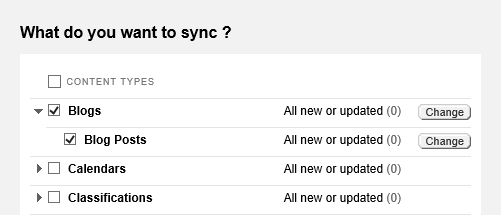 What do you want to sync ?
CONTENT TYPES
Blogs All new or updated (0) Change
Blog Posts All new or updated (0) Change
Calendars All new or updated (0)
Classifications All new or updated (0)